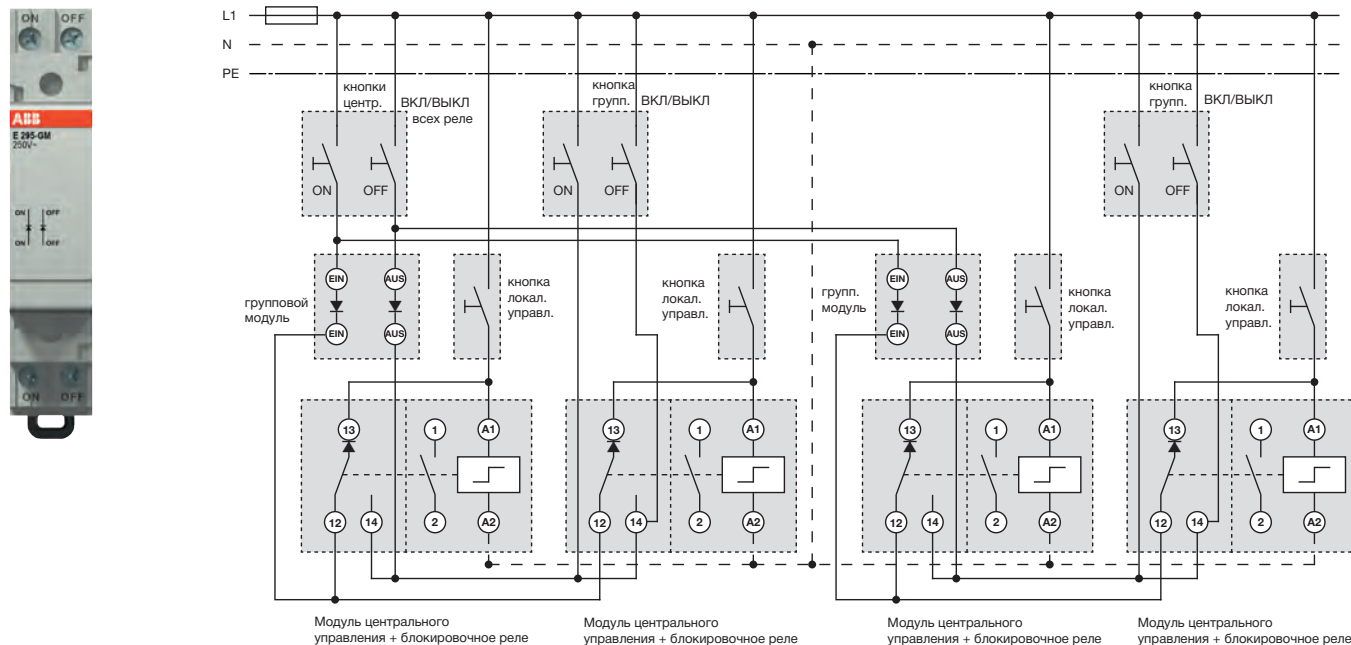 ON OFF
ABB
E 295-GM
250V~
ON OFF
ON OFF
ON OFF
L1
N
PE
кнопки
центр.
ВКЛ/ВЫКЛ
всех реле
ON OFF
кнопка
групп.
ВКЛ/ВЫКЛ
ON OFF
кнопка
групп.
ВКЛ/ВЫКЛ
ON OFF
групповой
модуль
EIN AUS
EIN AUS
кнопка
локал.
управл.
кнопка
локал.
управл.
групп.
модуль
EIN AUS
EIN AUS
кнопка
локал.
управл.
кнопка
локал.
управл.
13 1 A1
12 14 2 A2
13 1 A1
12 14 2 A2
13 1 A1
12 14 2 A2
13 1 A1
12 14 2 A2
Модуль центрального
управления + блокировочное реле
Модуль центрального
управления + блокировочное реле
Модуль центрального
управления + блокировочное реле
Модуль центрального
управления + блокировочное реле